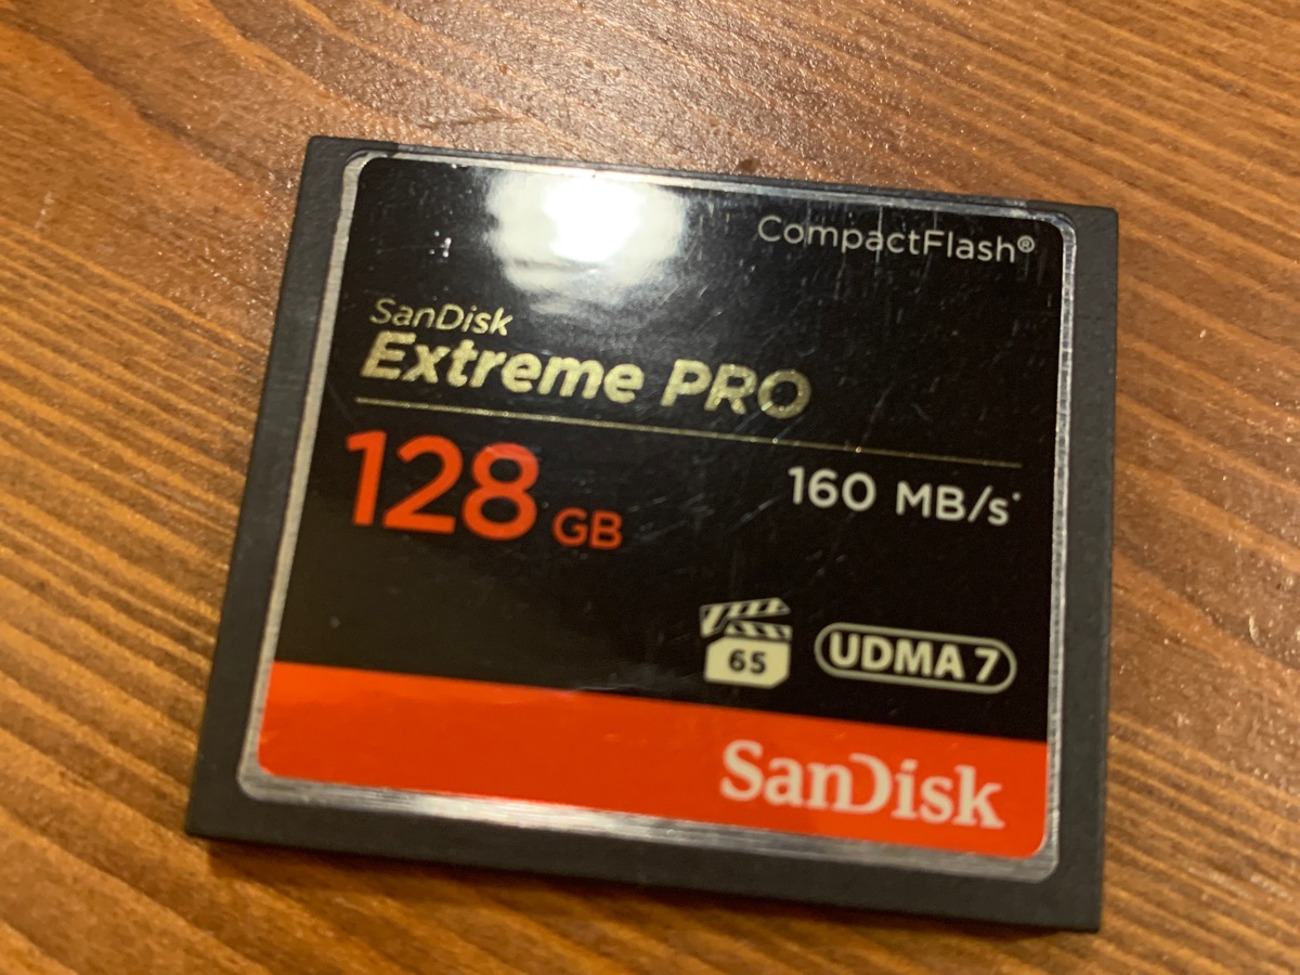 CompactFlash®
SanDisk
Extreme PRO
128 GB
160 MB/s*
65
UDMA 7
SanDisk